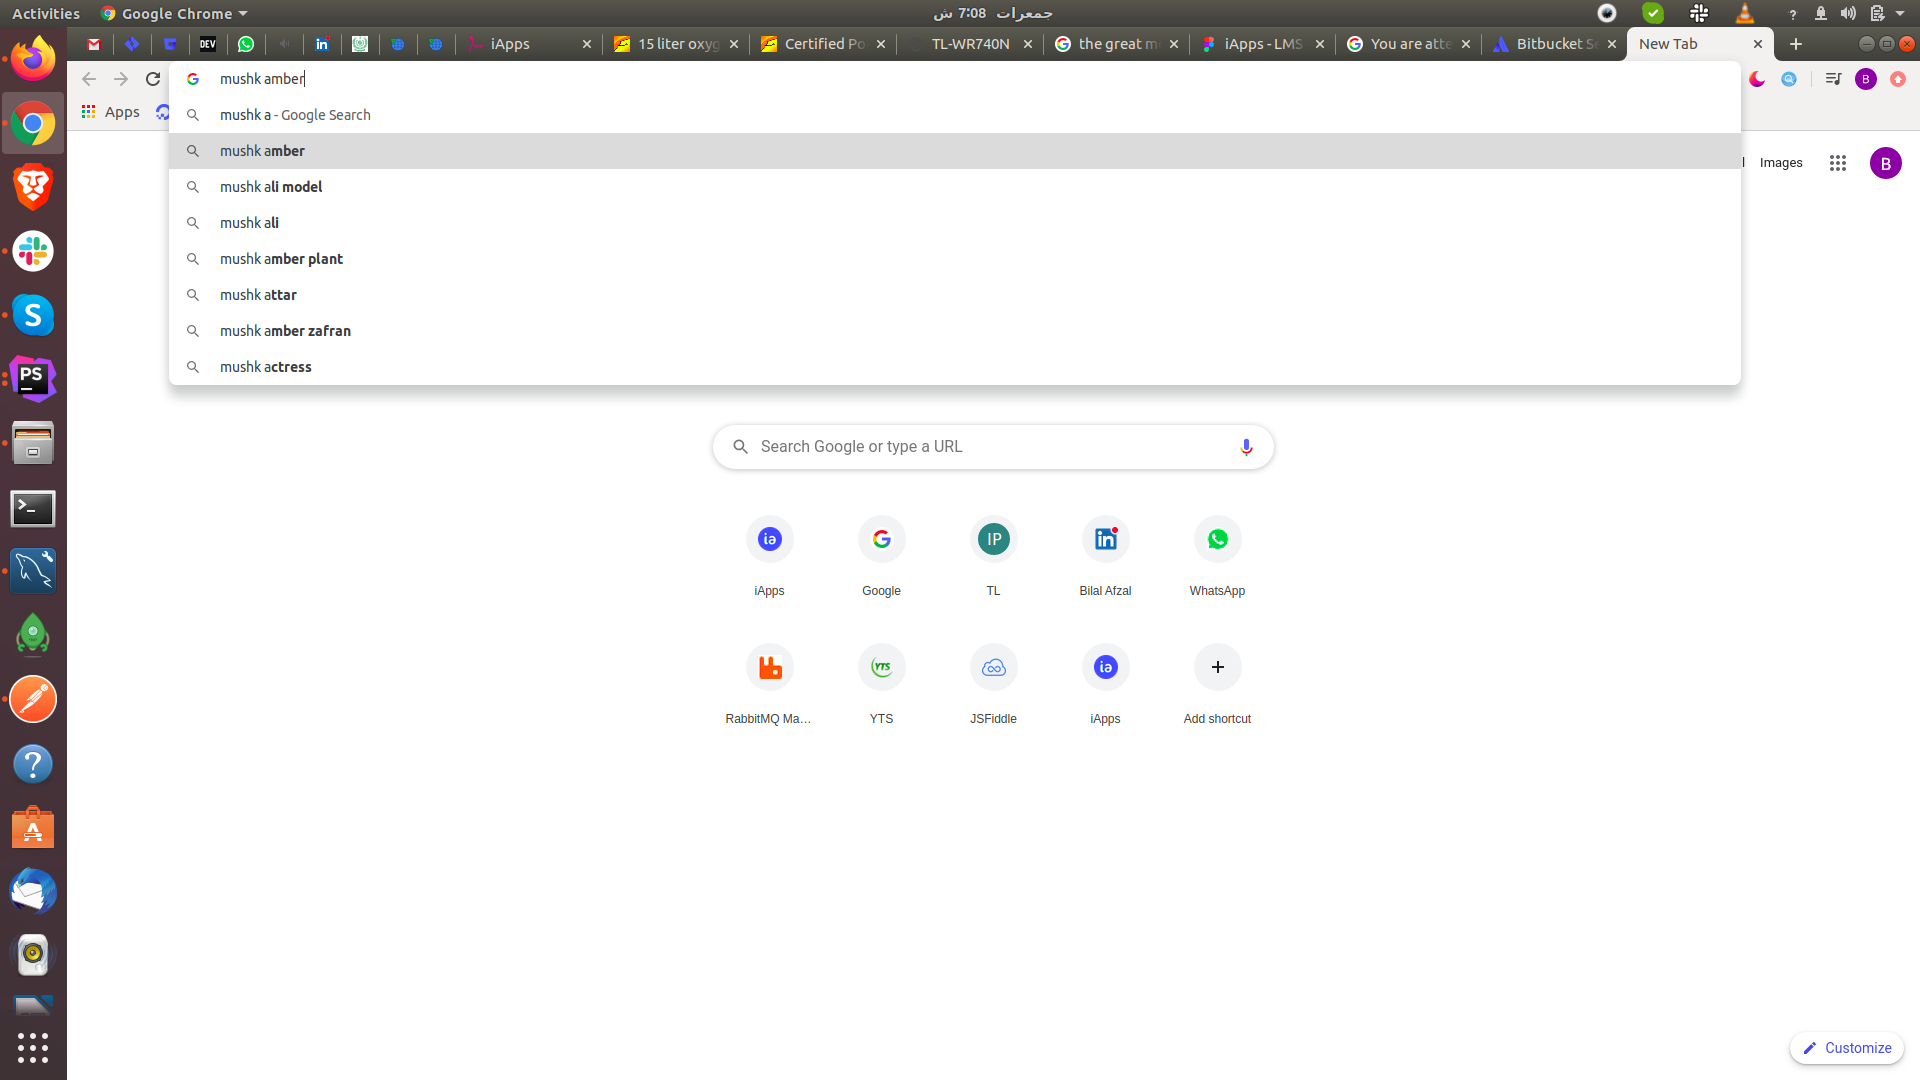 Activities
Google Chrome
جمعرات 7:08 ش
DEV
iApps
15 liter oxyg
Certified Po
TL-WR740N
the great m
iApps - LMS
You are atte
Bitbucket Se
New Tab
mushk amber
B
Apps
mushk a - Google Search
mushk amber
mushk ali model
mushk ali
mushk amber plant
mushk attar
mushk amber zafran
mushk actress
Images
B
Search Google or type a URL
iApps
Google
IP
TL
Bilal Afzal
WhatsApp
RabbitMQ Ma...
YTS
YTS
JSFiddle
iApps
Add shortcut
PS
Customize